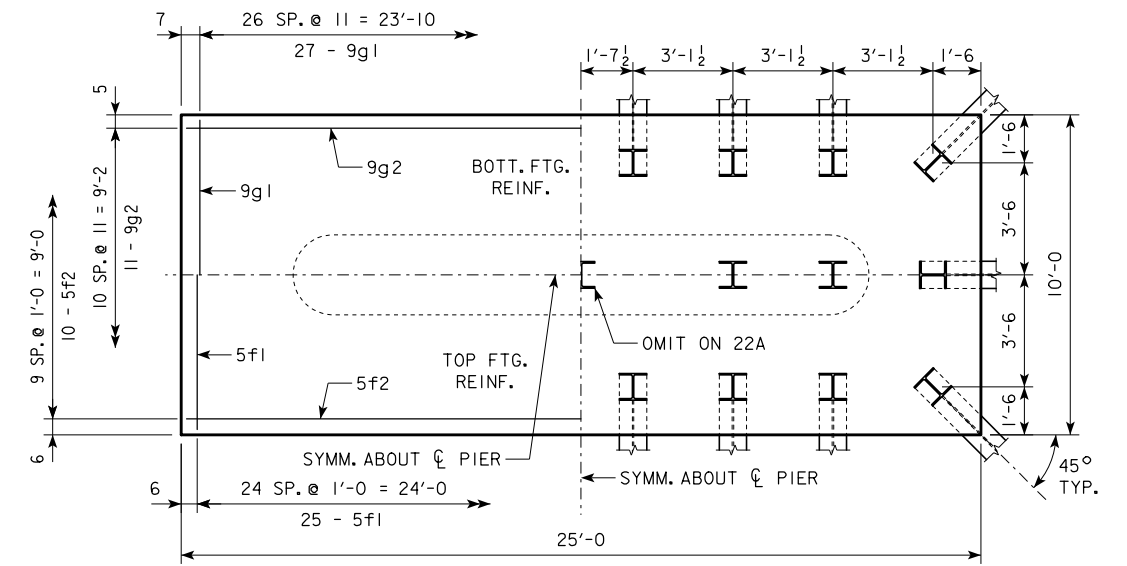 7
26 SP. @ 11 = 23'-10
27 - 9g1
1'-7½
3'-1½
3'-1½
3'-1½
1'-6
5
10 SP. @ 11 = 9'-2
11 - 9g2
9 SP. @ 1'-0 = 9'-0
10 - 5f2
6
9g2
9g1
BOTT. FTG.
REINF.
1'-6
3'-6
10'-0
3'-6
1'-6
OMIT ON 22A
5f1
TOP FTG.
REINF.
5f2
SYMM. ABOUT ℄ PIER
SYMM. ABOUT ℄ PIER
45°
TYP.
6
24 SP. @ 1'-0 = 24'-0
25 - 5f1
25'-0